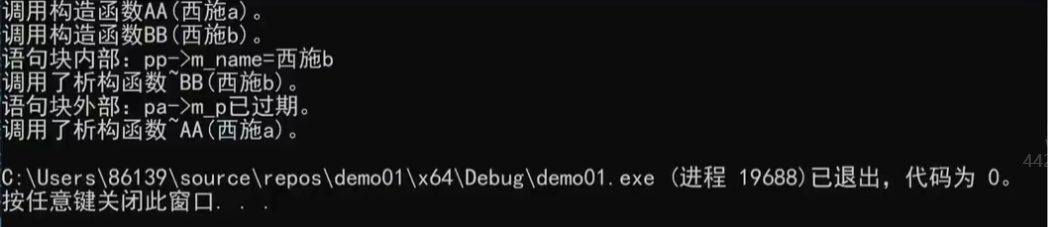 调用构造函数AA(西施a)。
调用构造函数BB(西施b)。
语句块内部：pp->m_name=西施b
调用了析构函数~BB(西施b)。
语句块外部：pa->m_p已过期。
调用了析构函数~AA(西施a)。
442
C:\Users\86139\source\repos\demo01\x64\Debug\demo01.exe (进程 19688)已退出，代码为 0。
按任意键关闭此窗口. . .